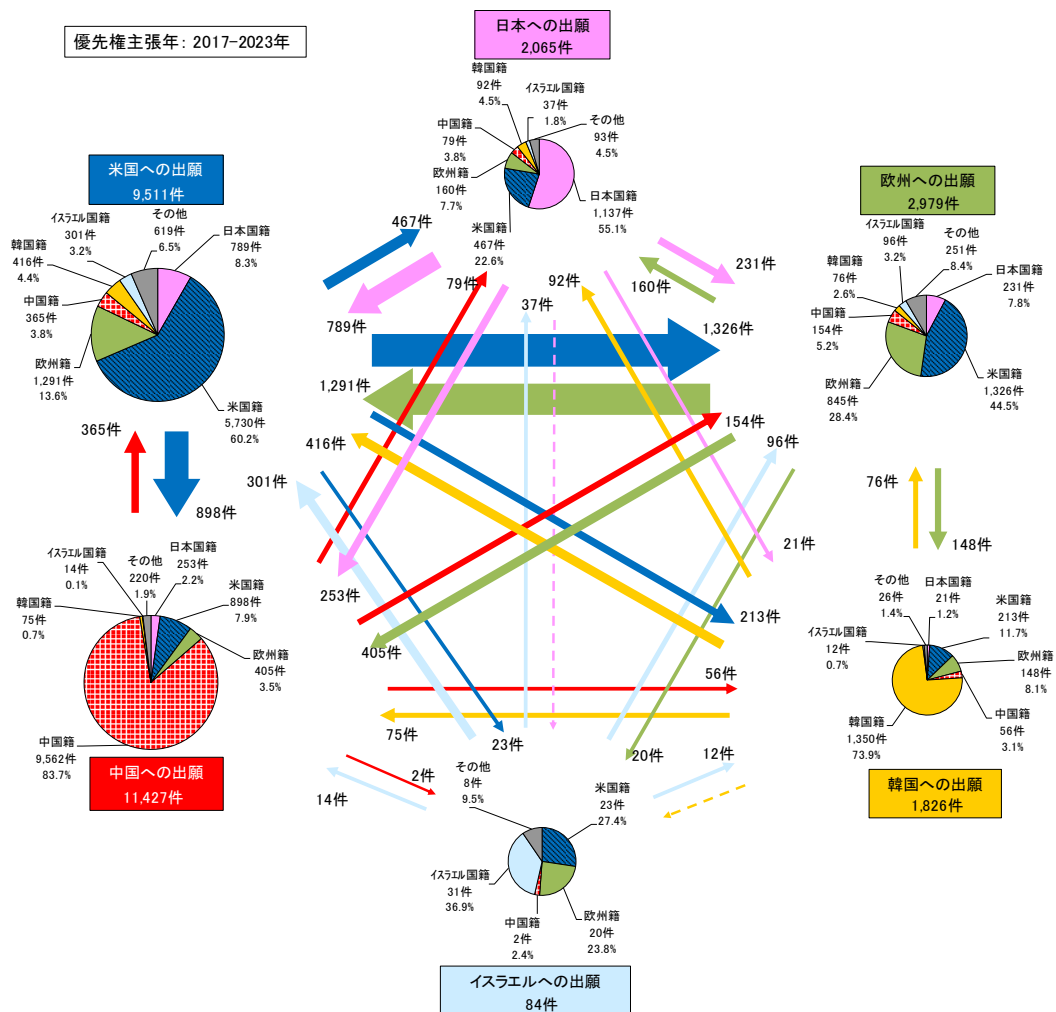 優先権主張年：2017-2023年
日本への出願
2,065件
韓国籍
92件
4.5%
イスラエル国籍
37件
1.8%
その他
93件
4.5%
中国籍
79件
3.8%
欧州籍
160件
7.7%
米国籍
467件
22.6%
日本国籍
1,137件
55.1%
米国への出願
9,511件
イスラエル国籍
301件
3.2%
その他
619件
6.5%
日本国籍
789件
8.3%
韓国籍
416件
4.4%
中国籍
365件
3.8%
欧州籍
1,291件
13.6%
米国籍
5,730件
60.2%
欧州への出願
2,979件
イスラエル国籍
96件
3.2%
その他
251件
8.4%
日本国籍
231件
7.8%
韓国籍
76件
2.6%
中国籍
154件
5.2%
欧州籍
845件
28.4%
米国籍
1,326件
44.5%
467件
79件
789件
37件
92件
160件
231件
1,326件
1,291件
416件
301件
154件
96件
365件
898件
76件
148件
21件
253件
405件
213件
56件
75件
23件
20件
12件
2件
14件
イスラエル国籍
14件
0.1%
その他
220件
1.9%
日本国籍
253件
2.2%
米国籍
898件
7.9%
韓国籍
75件
0.7%
欧州籍
405件
3.5%
中国籍
9,562件
83.7%
中国への出願
11,427件
その他
26件
1.4%
日本国籍
21件
1.2%
米国籍
213件
11.7%
イスラエル国籍
12件
0.7%
欧州籍
148件
8.1%
中国籍
56件
3.1%
韓国籍
1,350件
73.9%
韓国への出願
1,826件
その他
8件
9.5%
米国籍
23件
27.4%
イスラエル国籍
31件
36.9%
中国籍
2件
2.4%
欧州籍
20件
23.8%
イスラエルへの出願
84件